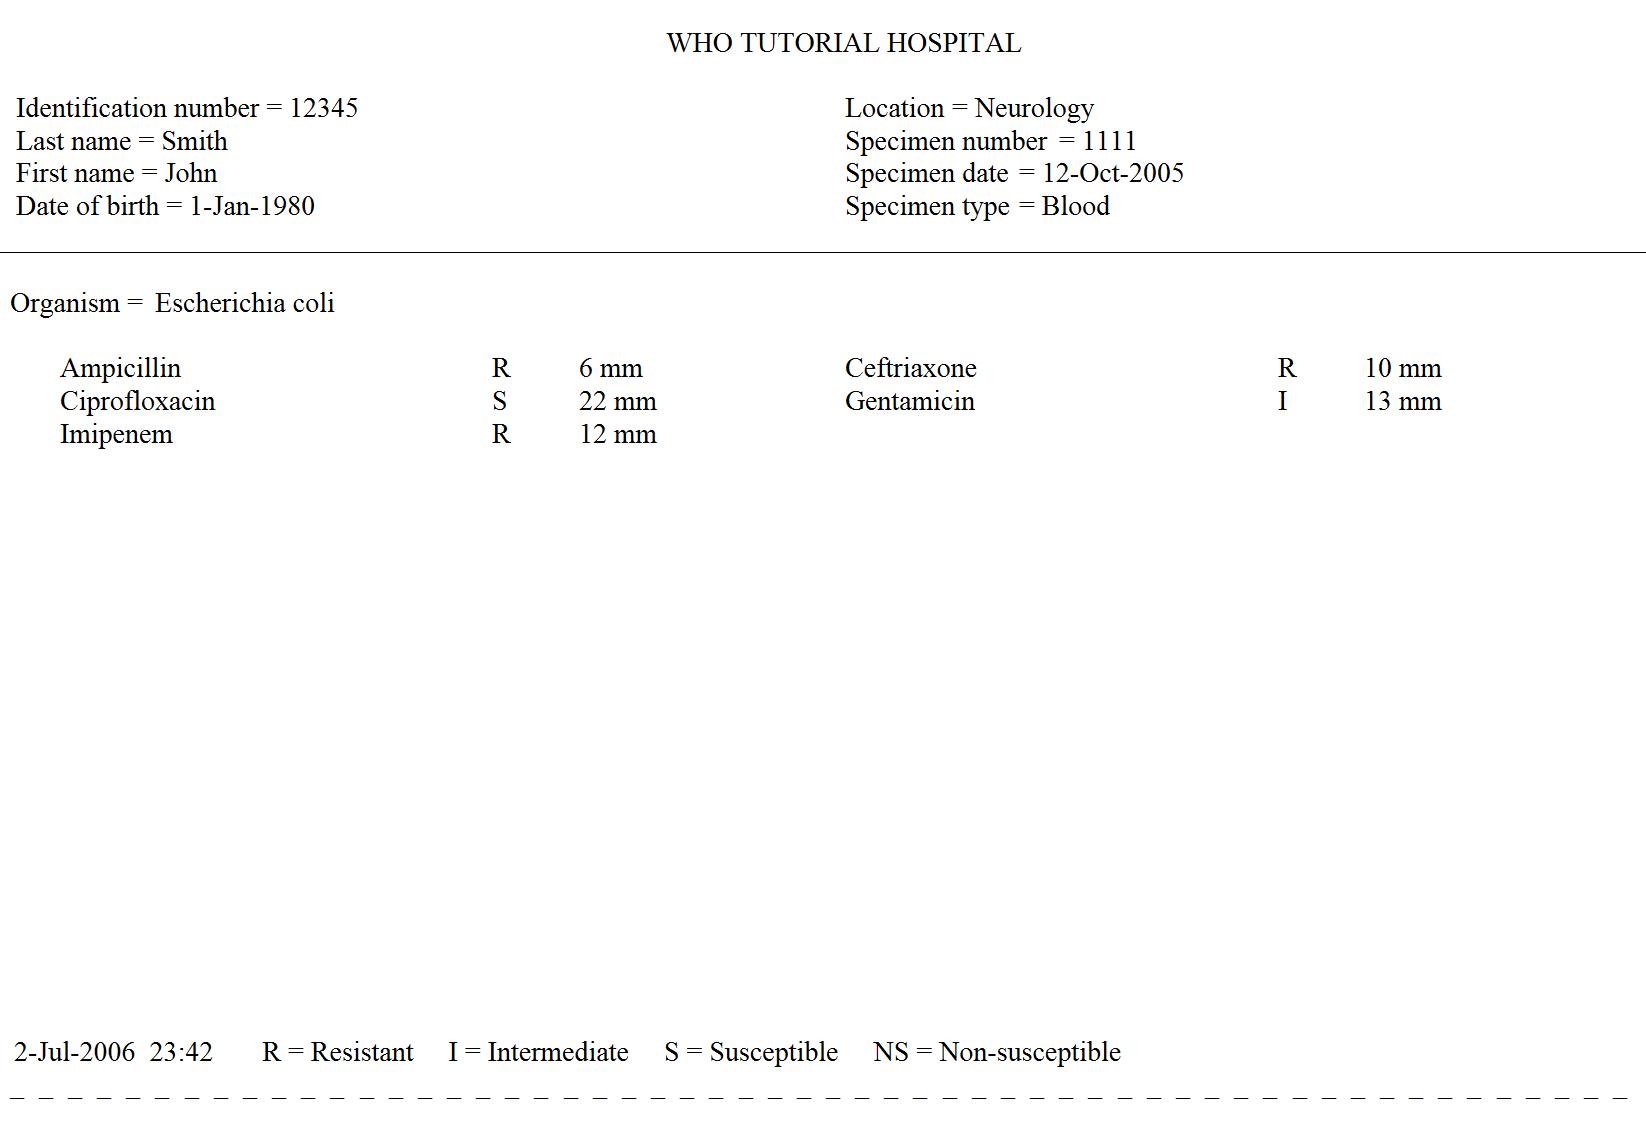 WHO TUTORIAL HOSPITAL
Identification number = 12345 Location = Neurology
Last name = Smith Specimen number = 1111
First name = John Specimen date = 12-Oct-2005
Date of birth = 1-Jan-1980 Specimen type = Blood
Organism = Escherichia coli
Ampicillin R 6 mm Ceftriaxone R 10 mm
Ciprofloxacin S 22 mm Gentamicin I 13 mm
Imipenem R 12 mm
2-Jul-2006 23:42 R = Resistant I = Intermediate S = Susceptible NS = Non-susceptible